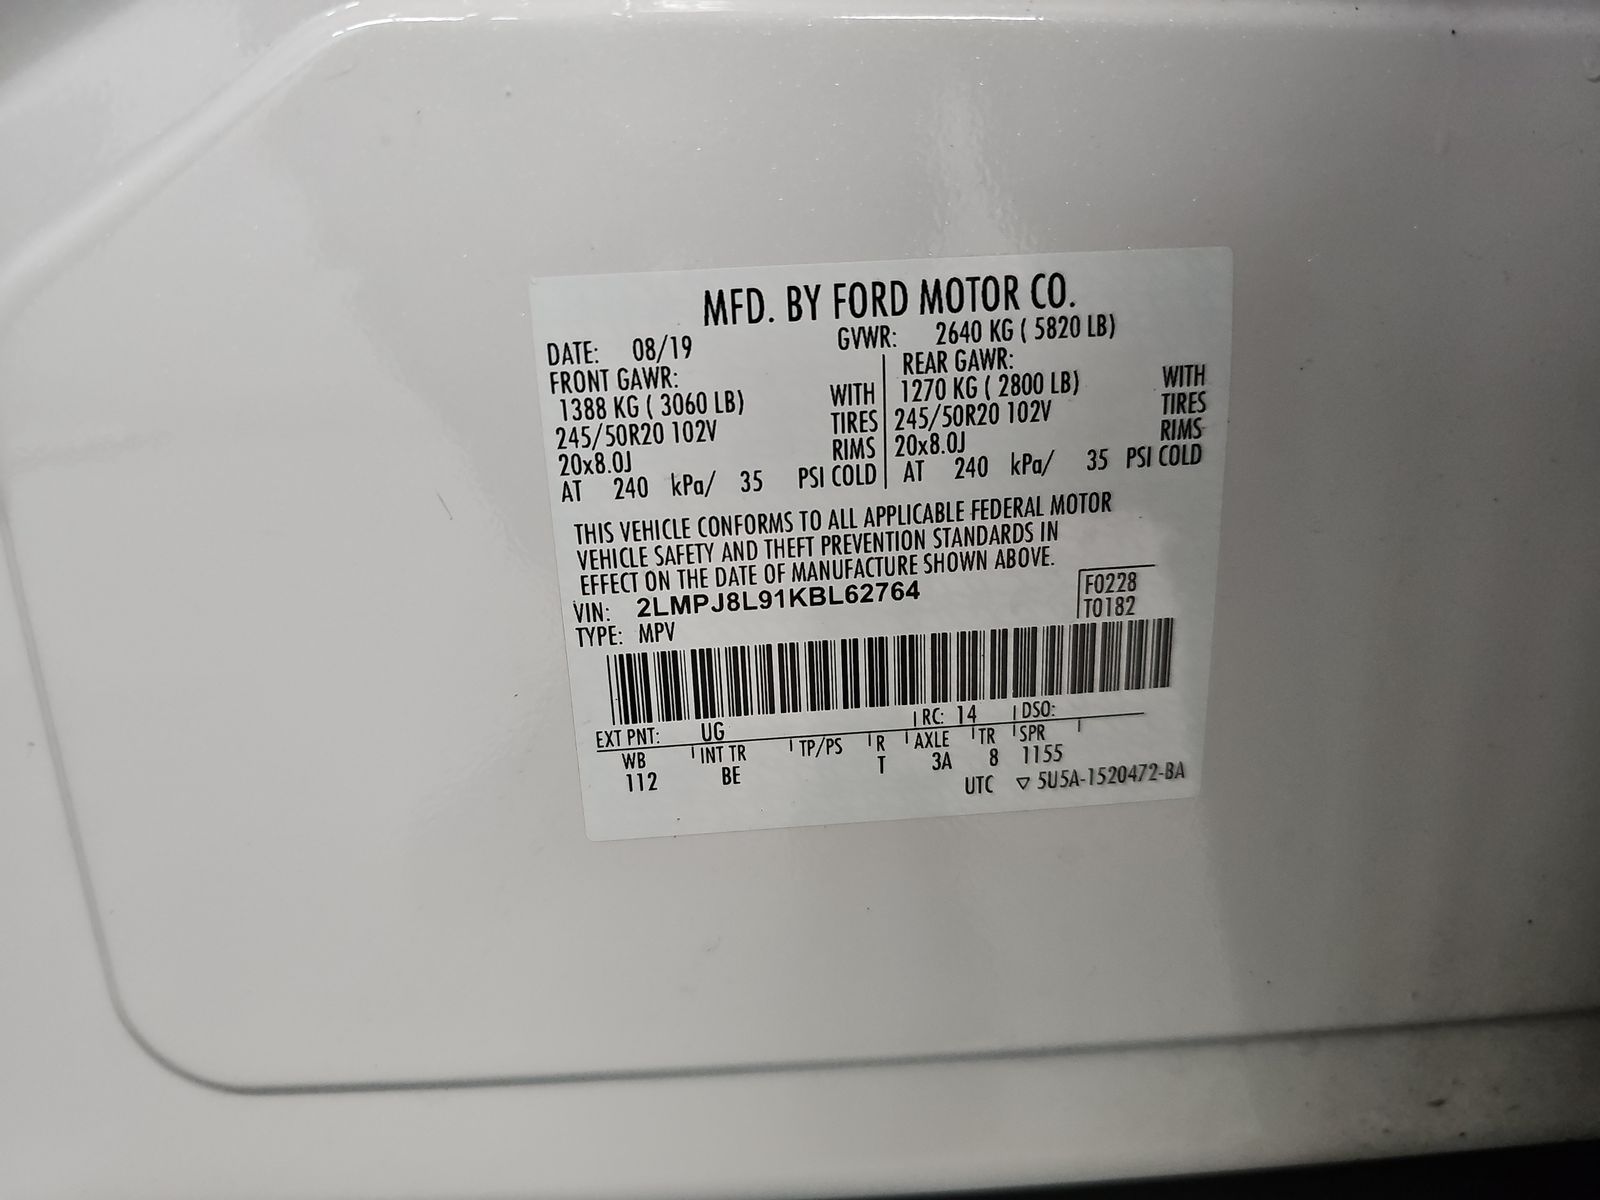 MFD. BY FORD MOTOR CO.
DATE: 08/19 GVWR: 2640 KG ( 5820 LB)
FRONT GAWR: REAR GAWR:
1388 KG ( 3060 LB) WITH 1270 KG ( 2800 LB) WITH
245/50R20 102V TIRES 245/50R20 102V TIRES
20x8.0J RIMS 20x8.0J RIMS
AT 240 kPa/ 35 PSI COLD AT 240 kPa/ 35 PSI COLD
THIS VEHICLE CONFORMS TO ALL APPLICABLE FEDERAL MOTOR
VEHICLE SAFETY AND THEFT PREVENTION STANDARDS IN
EFFECT ON THE DATE OF MANUFACTURE SHOWN ABOVE.
VIN: 2LMPJ8L91KBL62764 F0228
TYPE: MPV T0182
EXT PNT: UG RC: 14 DSO:
WB INT TR TP/PS R AXLE TR SPR
112 BE T 3A 8 1155
UTC ▽ 5U5A-1520472-BA